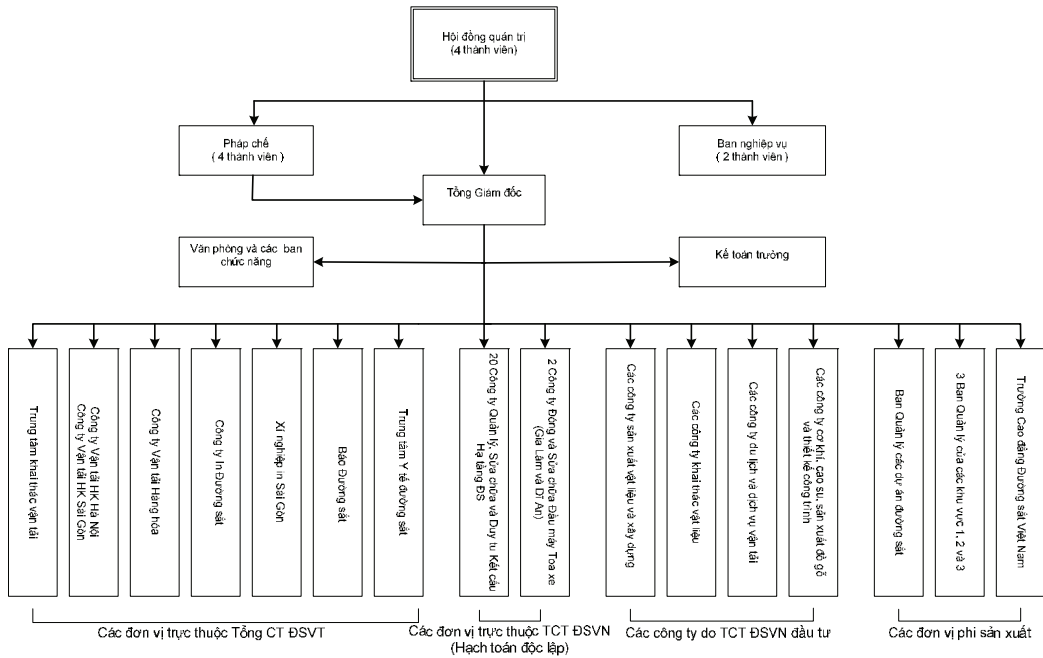 Hội đồng quản trị
(4 thành viên)
Pháp chế
( 4 thành viên )
Ban nghiệp vụ
( 2 thành viên )
Tổng Giám đốc
Văn phòng và các ban
chức năng
Kế toán trưởng
Trung tâm khai thác vận tải
Công ty Vận tải HK Hà Nội
Công ty Vận tải HK Sài Gòn
Công ty Vận tải Hàng hóa
Công ty In Đường sắt
Xí nghiệp in Sài Gòn
Báo Đường sắt
Trung tâm Y tế đường sắt
20 Công ty Quản lý, Sửa chữa và Duy tu Kết cấu
Hạ tầng ĐS
2 Công ty Đóng và Sửa chữa Đầu máy Toa xe
(Gia Lâm và Dĩ An)
Các công ty sản xuất vật liệu và xây dựng
Các công ty khai thác vật liệu
Các công ty du lịch và dịch vụ vận tải
Các công ty cơ khí, cao su, sản xuất đồ gỗ
và thiết kế công trình
Ban Quản lý các dự án đường sắt
3 Ban Quản lý của các khu vực 1, 2 và 3
Trường Cao đẳng Đường sắt Việt Nam
Các đơn vị trực thuộc Tổng CT ĐSVT
Các đơn vị trực thuộc TCT ĐSVN
(Hạch toán độc lập)
Các công ty do TCT ĐSVN đầu tư
Các đơn vị phi sản xuất